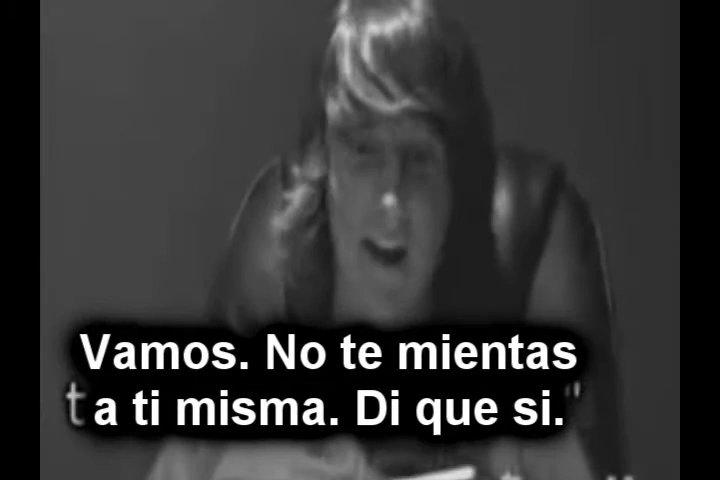 Vamos. No te mientas
a ti misma. Di que si.